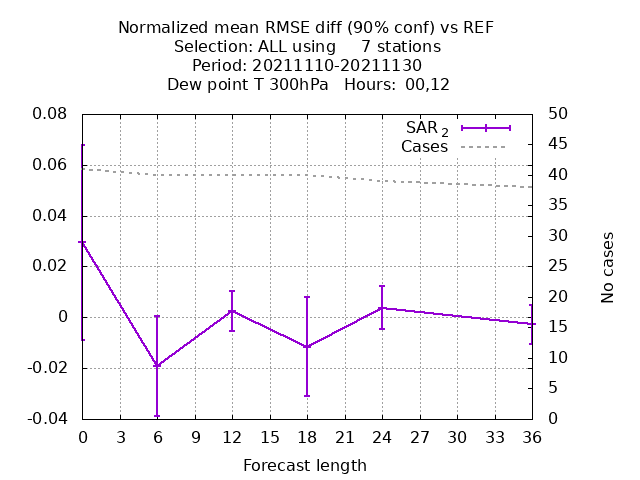 Normalized mean RMSE diff (90% conf) vs REF
Selection: ALL using     7 stations
Period: 20211110-20211130
Dew point T 300hPa   Hours:  00,12
SAR 2
Cases
0.08
0.06
0.04
0.02
0
-0.02
-0.04
50
45
40
35
30
25
20
15
10
5
0
No cases
0 3 6 9 12 15 18 21 24 27 30 33 36
Forecast length